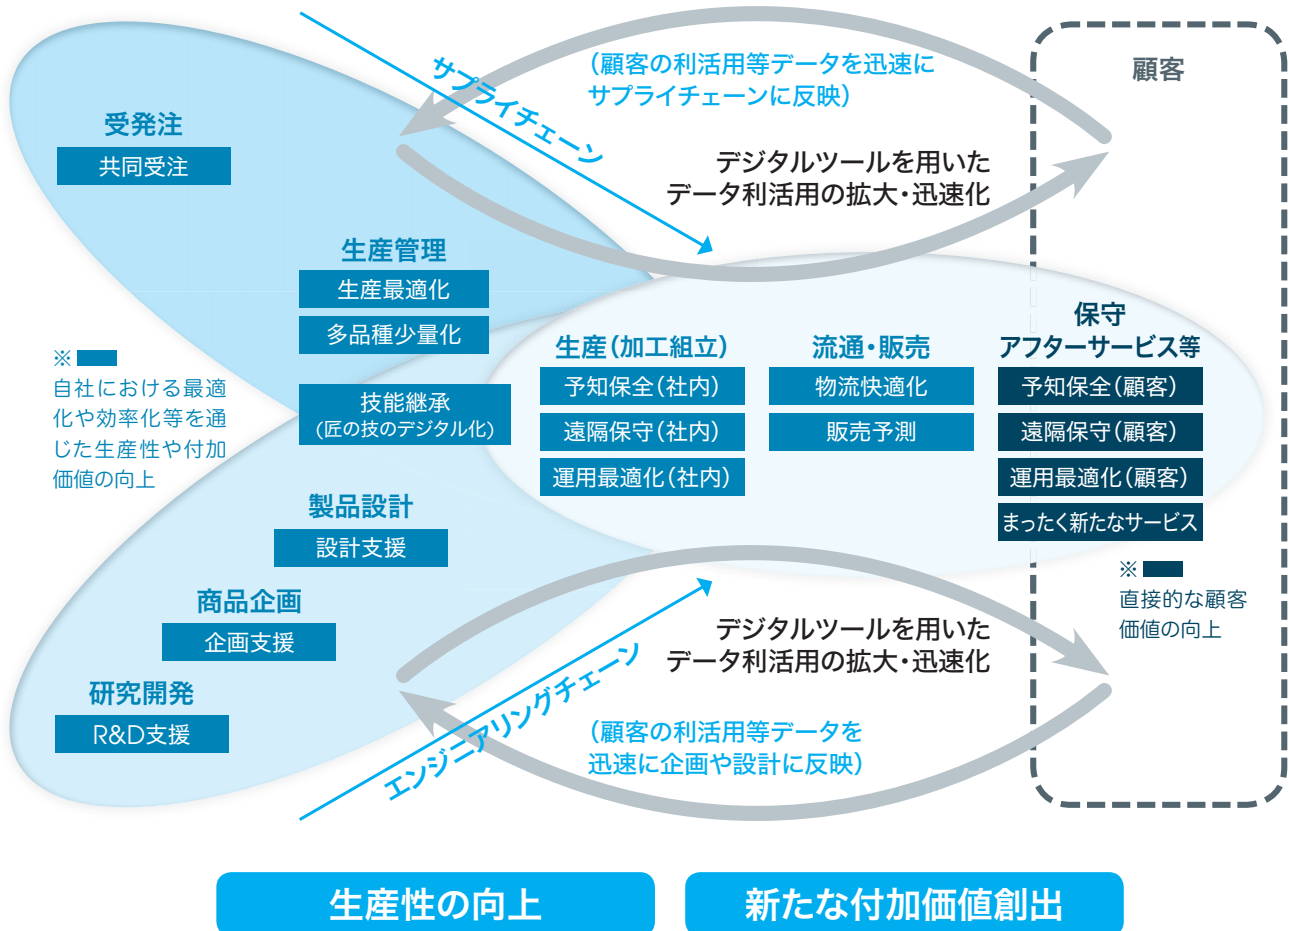 サプライチェーン
（顧客の利活用等データを迅速に
サプライチェーンに反映）
顧客
受発注
共同受注
デジタルツールを用いた
データ利活用の拡大・迅速化
生産管理
生産最適化
多品種少量化
技能継承
（匠の技のデジタル化）
※
自社における最適
化や効率化等を通
じた生産性や付加
価値の向上
生産（加工組立）
予知保全（社内）
遠隔保守（社内）
運用最適化（社内）
流通・販売
物流快適化
販売予測
保守
アフターサービス等
予知保全（顧客）
遠隔保守（顧客）
運用最適化（顧客）
まったく新たなサービス
※
直接的な顧客
価値の向上
製品設計
設計支援
商品企画
企画支援
研究開発
R&D支援
エンジニアリングチェーン
デジタルツールを用いた
データ利活用の拡大・迅速化
（顧客の利活用等データを
迅速に企画や設計に反映）
生産性の向上
新たな付加価値創出